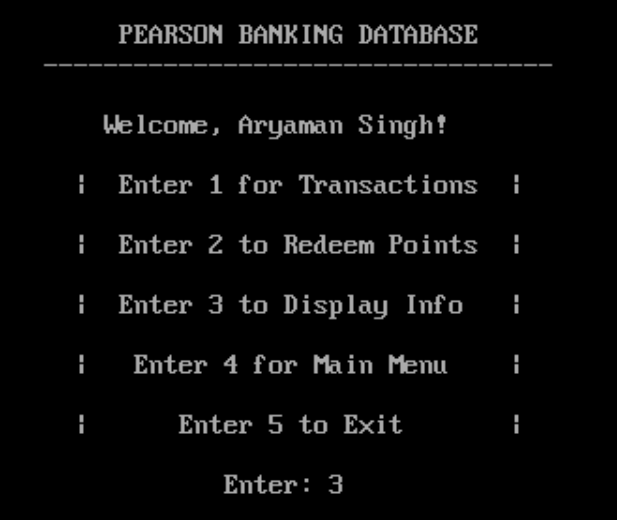 PEARSON BANKING DATABASE
----------------------------------
Welcome, Aryaman Singh!
| Enter 1 for Transactions |
| Enter 2 to Redeem Points |
| Enter 3 to Display Info |
| Enter 4 for Main Menu |
| Enter 5 to Exit |
Enter: 3